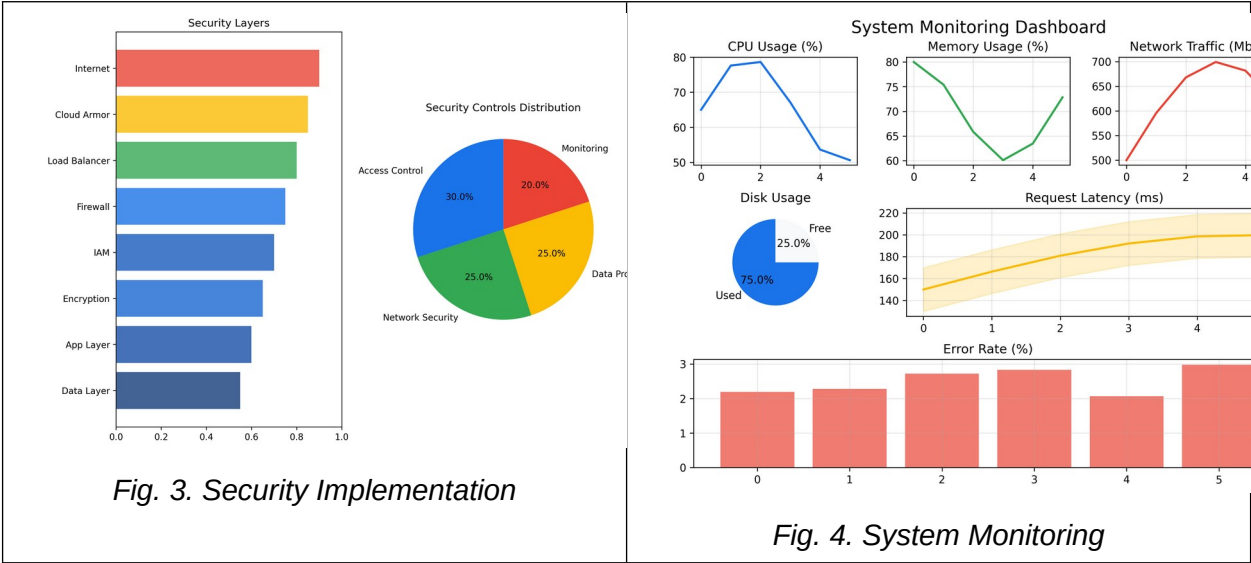 Security Layers
Internet
Cloud Armor
Load Balancer
Firewall
IAM
Encryption
App Layer
Data Layer
0.0 0.2 0.4 0.6 0.8 1.0
Security Controls Distribution
Monitoring
Access Control
20.0%
30.0%
25.0%
25.0%
Data Pro
Network Security
Fig. 3. Security Implementation
System Monitoring Dashboard
CPU Usage (%)
80
70
60
50
0 2 4
Memory Usage (%)
80
75
70
65
60
0 2 4
Network Traffic (Mb
700
650
600
550
500
0 2 4
Disk Usage
Free
25.0%
75.0%
Used
Request Latency (ms)
220
200
180
160
140
0 1 2 3 4
Error Rate (%)
3
2
1
0
0 1 2 3 4 5
Fig. 4. System Monitoring